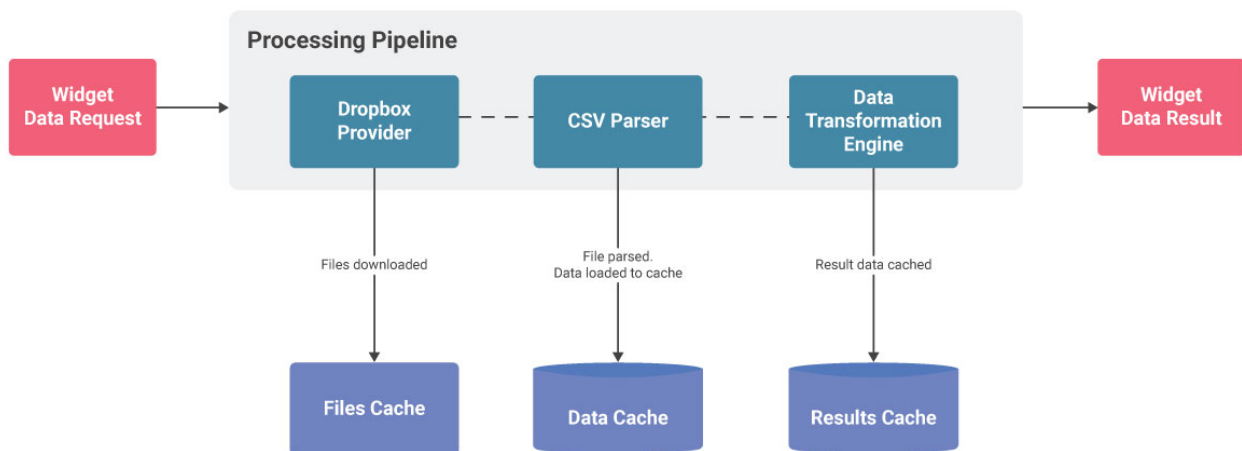 Processing Pipeline
Widget
Data Request
Dropbox
Provider
CSV Parser
Data
Transformation
Engine
Widget
Data Result
Files downloaded
File parsed.
Data loaded to cache
Result data cached
Files Cache
Data Cache
Results Cache